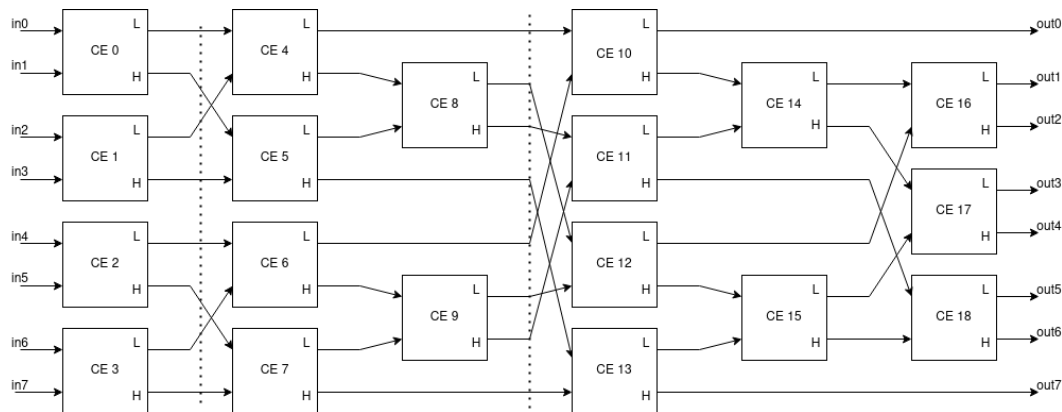 in0 L L L out0
CE 0 CE 4 CE 10
in1 H H L H L L out1
CE 8 CE 14 CE 16
in2 L L H L H H out2
CE 1 CE 5 CE 11
in3 H H H L out3
CE 17
in4 L L L H out4
CE 2 CE 6 CE 12
in5 H H L H L L out5
CE 9 CE 15 CE 18
in6 L L H L H H out6
CE 3 CE 7 CE 13
in7 H H H out7